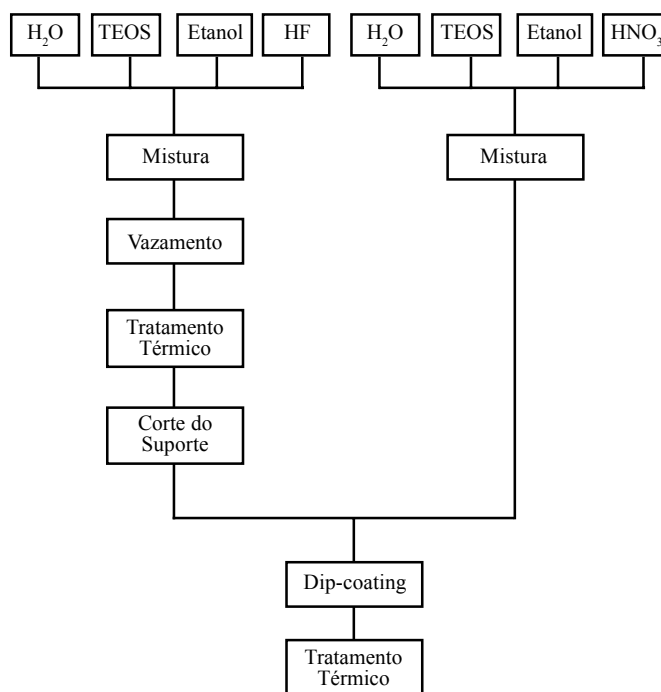 H₂O TEOS Etanol HF H₂O TEOS Etanol HNO₃
Mistura Mistura
Vazamento
Tratamento
Térmico
Corte do
Suporte
Dip-coating
Tratamento
Térmico